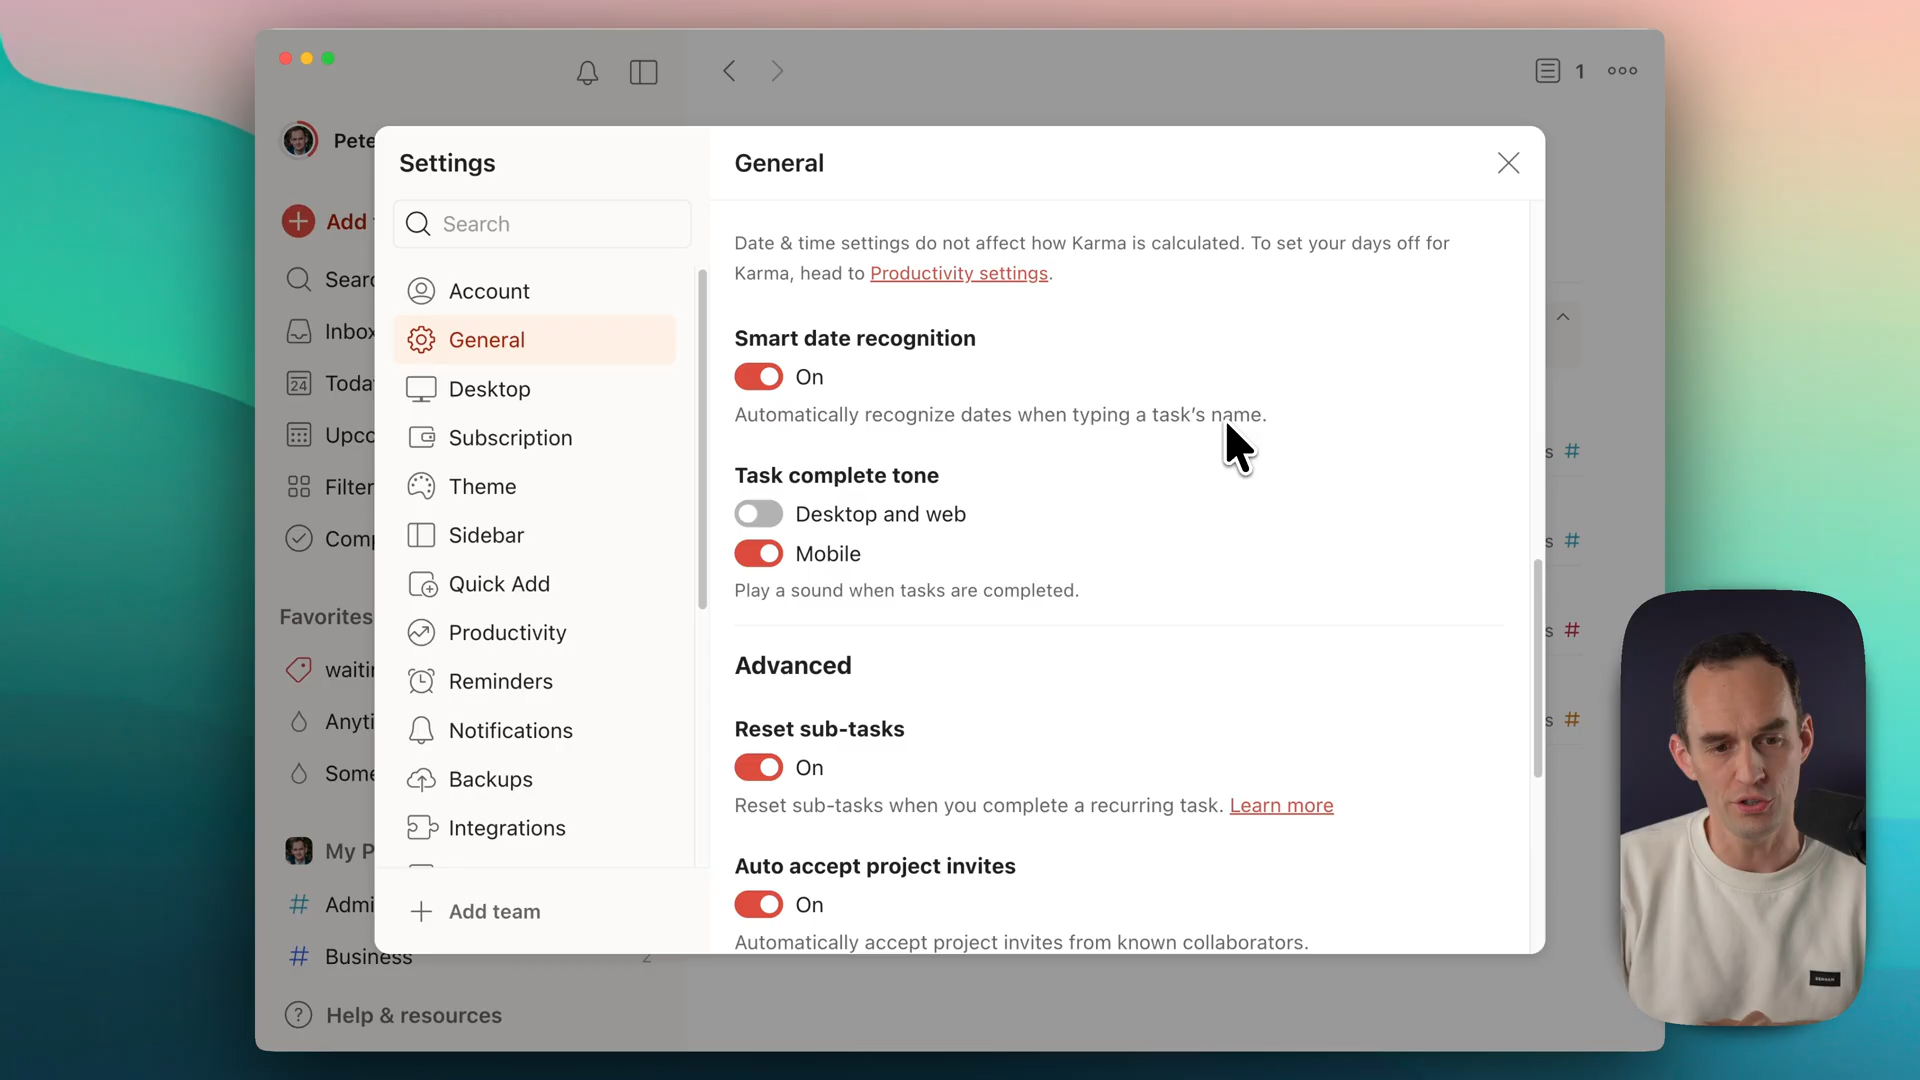 1
Pete
Add
Searc
Inbox
24
Toda
Upco
Filter
Comp
Favorites
waitin
Anyti
Some
My P
# Admi
# Business
2
Help & resources
Settings
Search
Account
General
Desktop
Subscription
Theme
Sidebar
Quick Add
Productivity
Reminders
Notifications
Backups
Integrations
+ Add team
General
Date & time settings do not affect how Karma is calculated. To set your days off for
Karma, head to Productivity settings.
Smart date recognition
On
Automatically recognize dates when typing a task’s name.
Task complete tone
Desktop and web
Mobile
Play a sound when tasks are completed.
Advanced
Reset sub-tasks
On
Reset sub-tasks when you complete a recurring task. Learn more
Auto accept project invites
On
Automatically accept project invites from known collaborators.
s #
s #
s #
s #